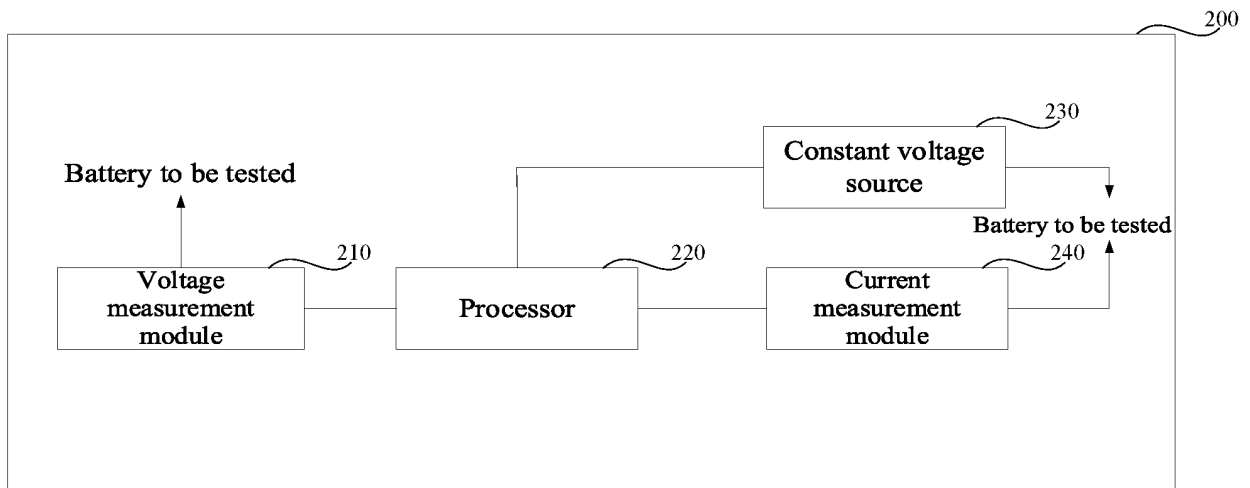 200
230
Constant voltage
source
Battery to be tested
Battery to be tested
210
220
240
Voltage
measurement
module
Processor
Current
measurement
module